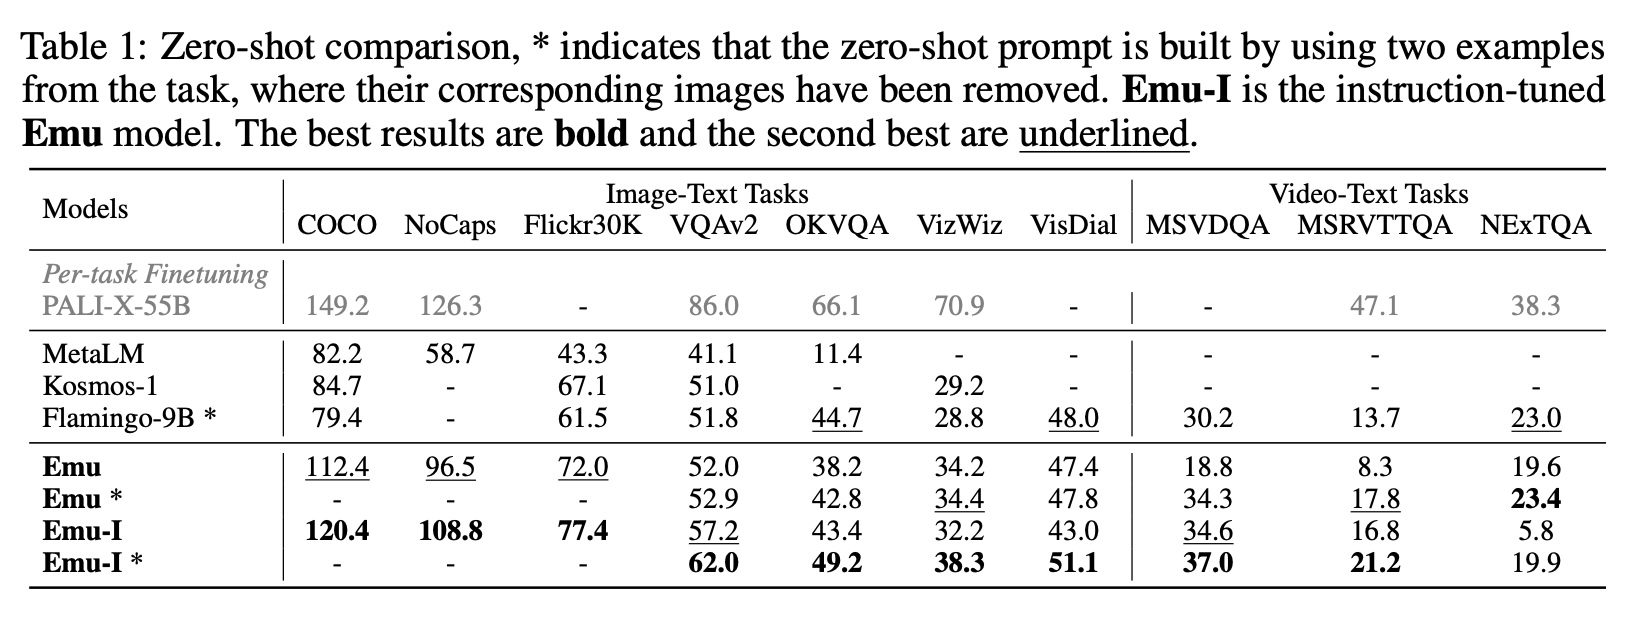 Table 1: Zero-shot comparison, * indicates that the zero-shot prompt is built by using two examples
from the task, where their corresponding images have been removed. Emu-I is the instruction-tuned
Emu model. The best results are bold and the second best are underlined.
Models Image-Text Tasks Video-Text Tasks
COCO NoCaps Flickr30K VQAv2 OKVQA VizWiz VisDial MSVDQA MSRVTTQA NExTQA
Per-task Finetuning
PALI-X-55B 149.2 126.3 - 86.0 66.1 70.9 - - 47.1 38.3
MetaLM 82.2 58.7 43.3 41.1 11.4 - - - - -
Kosmos-1 84.7 - 67.1 51.0 - 29.2 - - - -
Flamingo-9B * 79.4 - 61.5 51.8 44.7 28.8 48.0 30.2 13.7 23.0
Emu 112.4 96.5 72.0 52.0 38.2 34.2 47.4 18.8 8.3 19.6
Emu * - - - 52.9 42.8 34.4 47.8 34.3 17.8 23.4
Emu-I 120.4 108.8 77.4 57.2 43.4 32.2 43.0 34.6 16.8 5.8
Emu-I * - - - 62.0 49.2 38.3 51.1 37.0 21.2 19.9